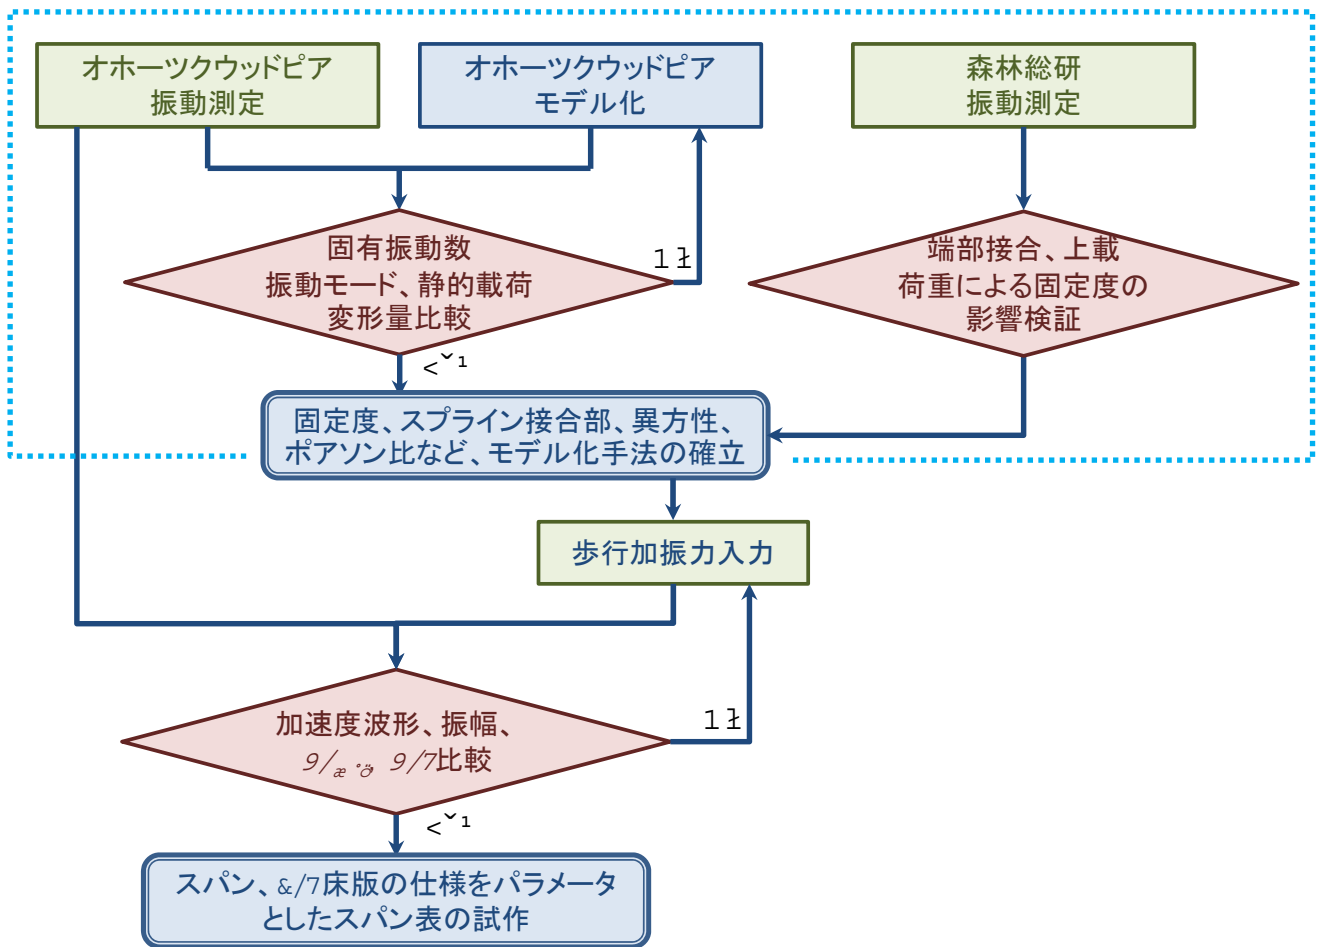 オホーツクウッドピア
振動測定
オホーツクウッドピア
モデル化
森林総研
振動測定
固有振動数
振動モード、静的載荷
変形量比較
端部接合、上載
荷重による固定度の
影響検証
固定度、スプライン接合部、異方性、
ポアソン比など、モデル化手法の確立
歩行加振力入力
加速度波形、振幅、
9/7比較
スパン、&/7床版の仕様をパラメータ
としたスパン表の試作